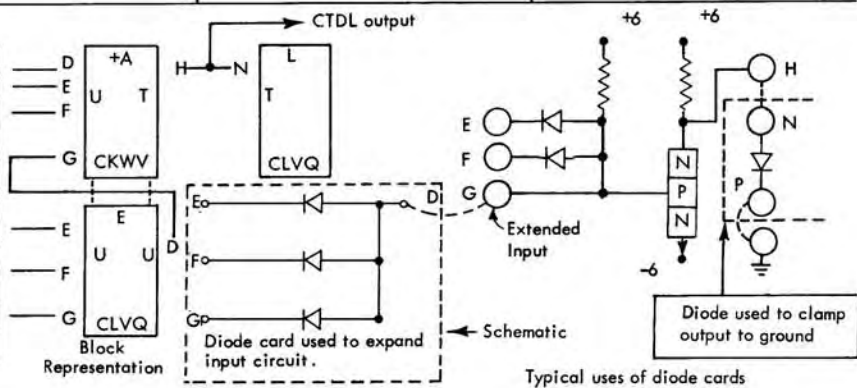 CTDL output
+6 +6
+A
D
E
F
U T
H N
L
T
G
CKWV
CLVQ
E
F
G
H
N
P
N
P
N
-6
Extended
Input
E
D
E
F
G
U U
CLVQ
Block
Representation
E
F
G
D
Diode card used to expand
input circuit.
Schematic
Diode used to clamp
output to ground
Typical uses of diode cards